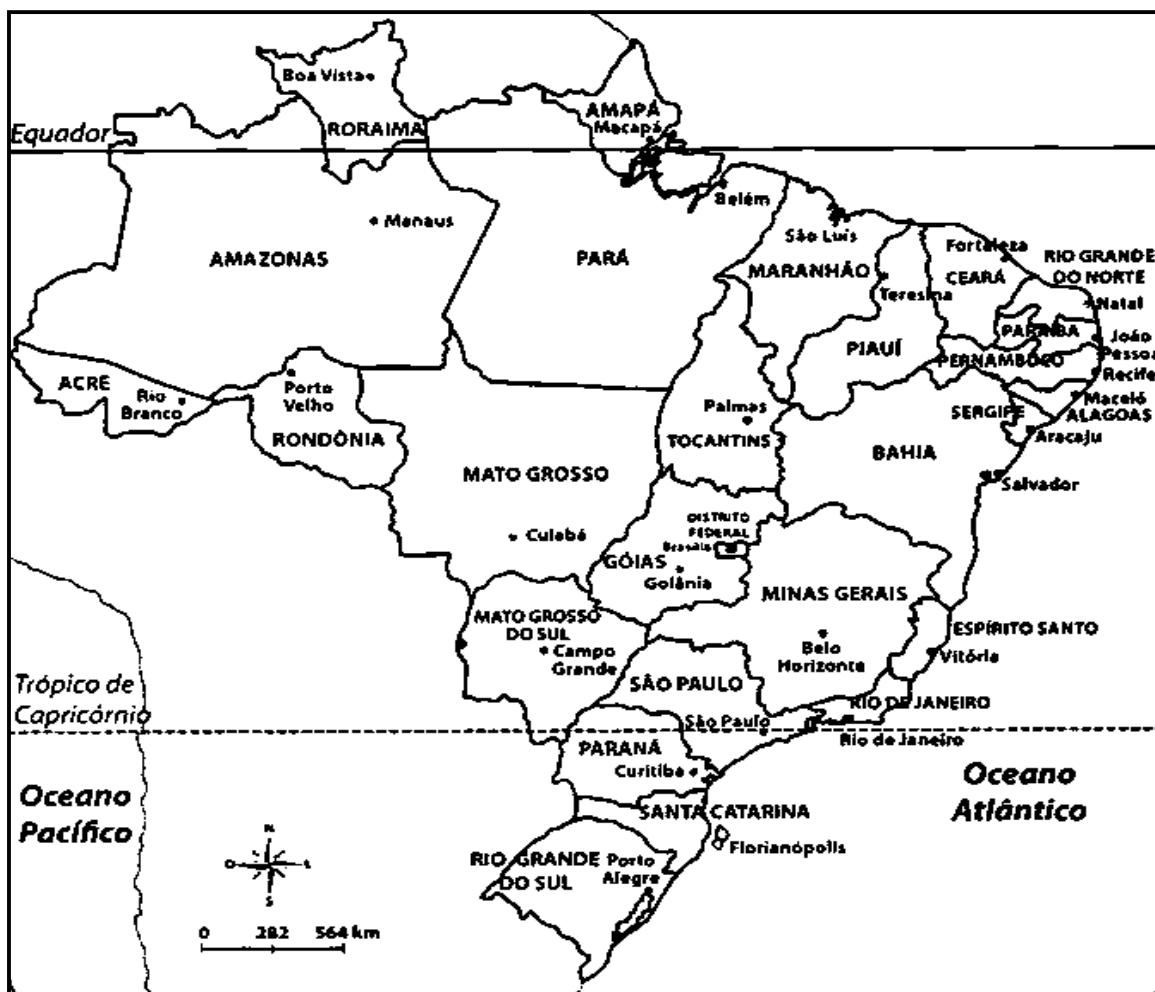 Boa Vista
RORAIMA
AMAPÁ
Macapá
Equador
Belém
Manaus
São Luís
AMAZONAS
PARÁ
MARANHÃO
Fortaleza
CEARÁ
RIO GRANDE
DO NORTE
Teresina
Natal
PARAIBA
João
Pessoa
PIAUÍ
PERNAMBUCO
Recife
ACRE
Rio
Branco
Porto
Velho
RONDÔNIA
Palmas
TOCANTINS
Maceió
ALAGOAS
SERGIPE
Aracaju
BAHIA
Salvador
MATO GROSSO
Cuiabá
DISTRITO
FEDERAL
Brasília
GÓIAS
Goiânia
MINAS GERAIS
Belo
Horizonte
ESPÍRITO SANTO
Vitória
MATO GROSSO
DO SUL
Campo
Grande
SÃO PAULO
São Paulo
RIO DE JANEIRO
Rio de Janeiro
Trópico de
Capricórnio
PARANÁ
Curitiba
Oceano
Pacífico
Oceano
Atlântico
SANTA CATARINA
Florianópolis
RIO GRANDE
DO SUL
Porto
Alegre
N
O
L
S
0 282 564 km